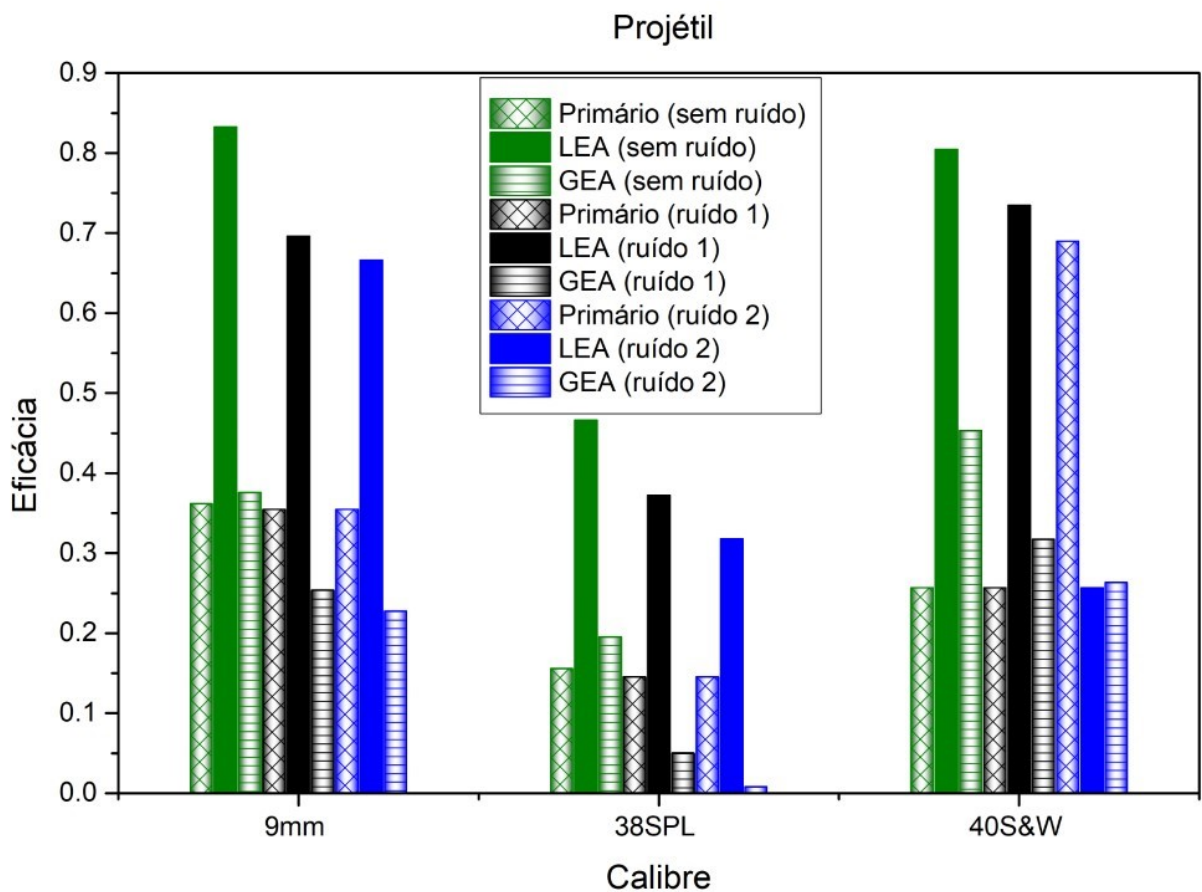 Projétil
0.9
0.8
0.7
0.6
0.5
0.4
0.3
0.2
0.1
0.0
Eficácia
Primário (sem ruído)
LEA (sem ruído)
GEA (sem ruído)
Primário (ruído 1)
LEA (ruído 1)
GEA (ruído 1)
Primário (ruído 2)
LEA (ruído 2)
GEA (ruído 2)
9mm 38SPL 40S&W
Calibre